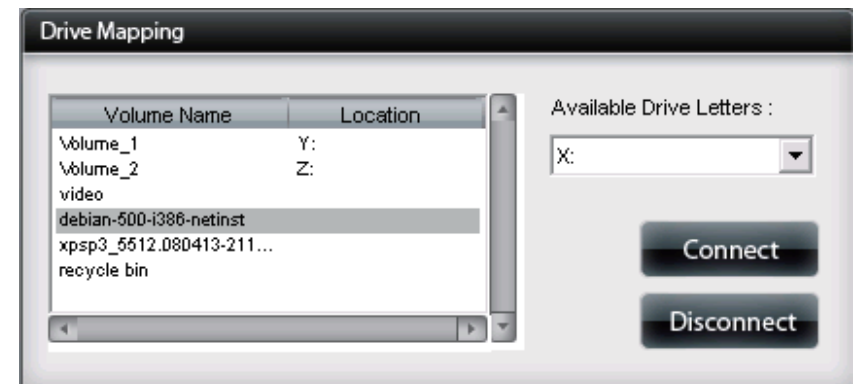 Drive Mapping
Volume Name Location
Volume_1 Y:
Volume_2 Z:
video
debian-500-i386-netinst
xpsp3_5512.080413-211...
recycle bin
Available Drive Letters :
X:
Connect
Disconnect